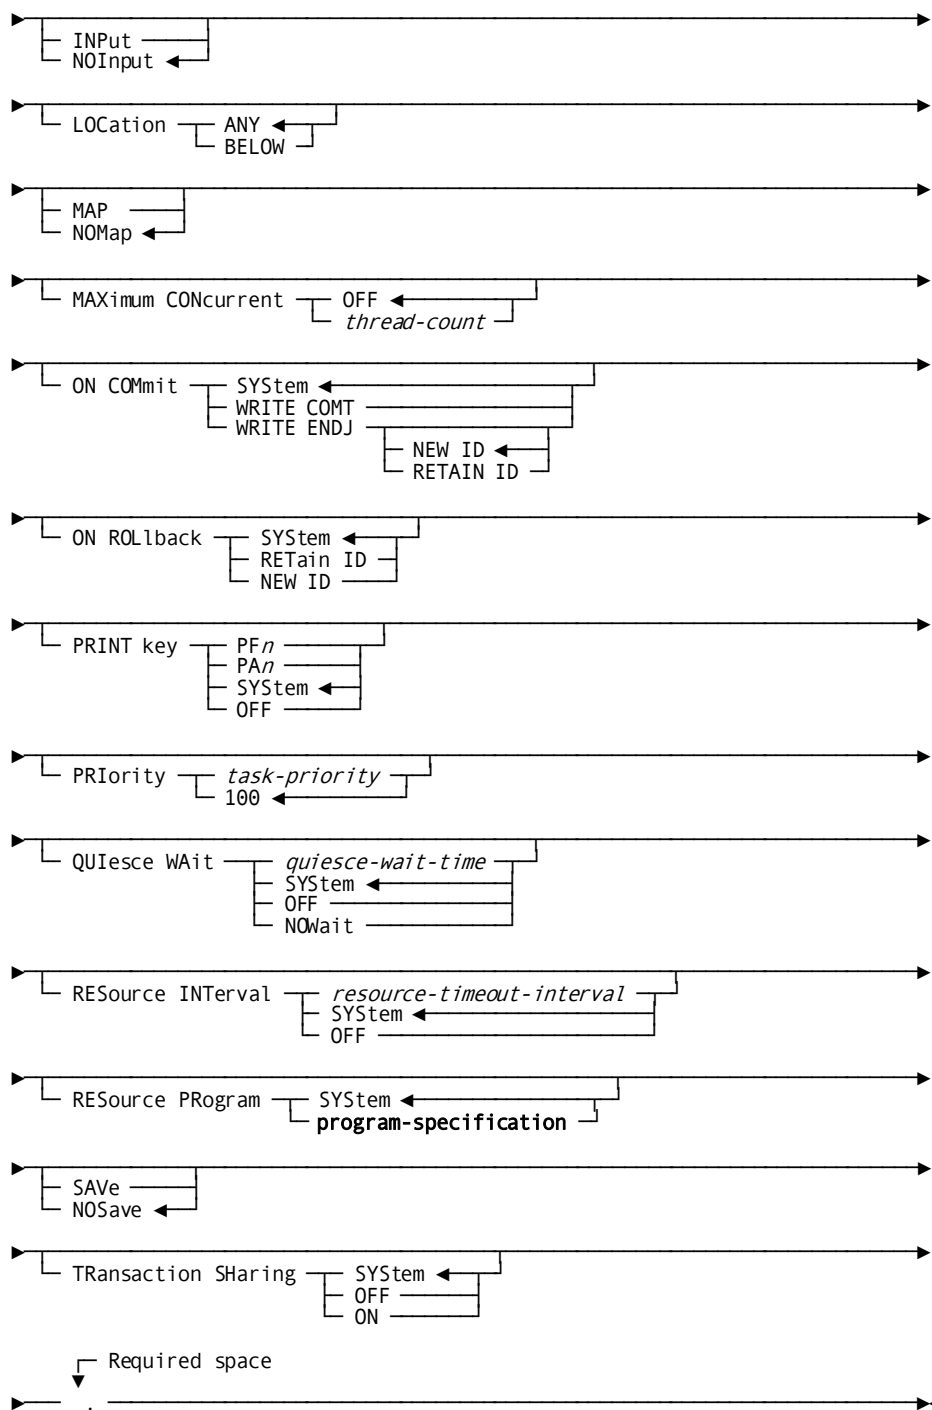 INPut
NOInput
LOCation ANY
BELOW
MAP
NOMap
MAXimum CONcurrent OFF
thread-count
ON COMmit SYStem
WRITE COMT
WRITE ENDJ
NEW ID
RETAIN ID
ON ROLlback SYStem
RETain ID
NEW ID
PRINT key PFn
PAn
SYStem
OFF
PRIority task-priority
100
QUIesce WAit quiesce-wait-time
SYStem
OFF
NOWait
RESource INTerval resource-timeout-interval
SYStem
OFF
RESource PRogram SYStem
program-specification
SAVe
NOSave
TRansaction SHaring SYStem
OFF
ON
Required space
.